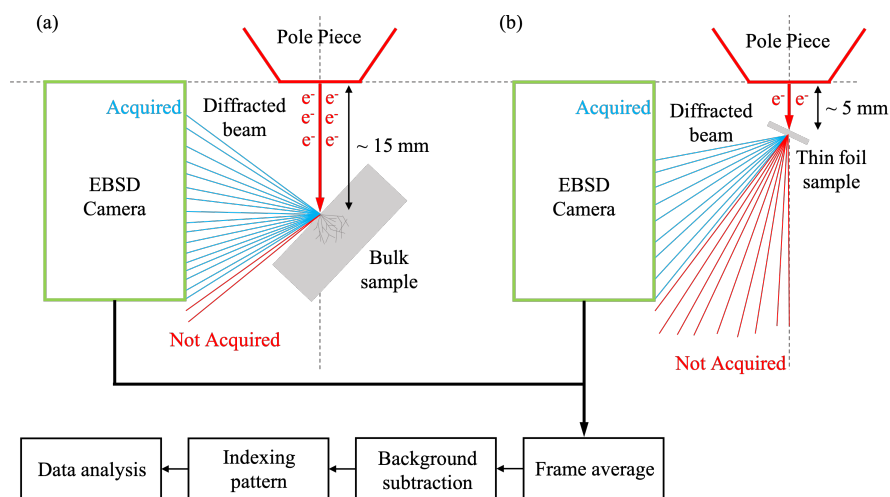 (a)
Pole Piece
Acquired
Diffracted
beam
e- e-
e- e-
e- e-
~ 15 mm
EBSD
Camera
Bulk
sample
Not Acquired
(b)
Pole Piece
Acquired
Diffracted
beam
e- e-
~ 5 mm
Thin foil
sample
EBSD
Camera
Not Acquired
Data analysis
Indexing
pattern
Background
subtraction
Frame average